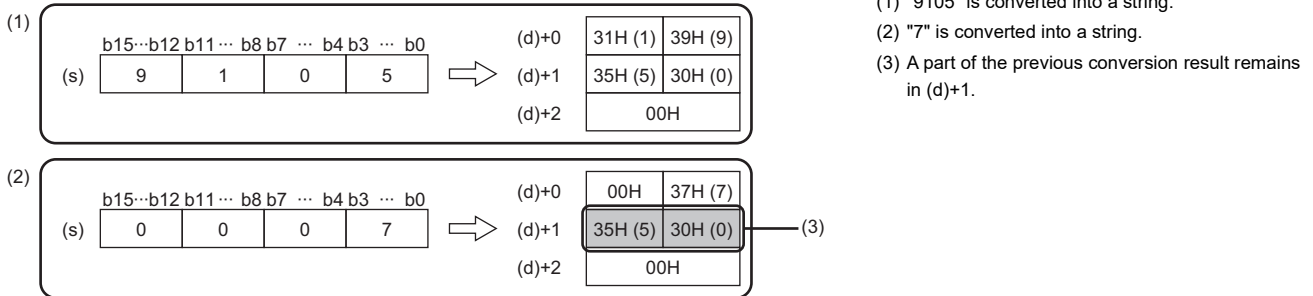 (1) "9105" is converted into a string.
(2) "7" is converted into a string.
(3) A part of the previous conversion result remains
in (d)+1.
(1)
b15···b12 b11 ··· b8 b7 ··· b4 b3 ··· b0
(s) 9 1 0 5
(d)+0 31H (1) 39H (9)
(d)+1 35H (5) 30H (0)
(d)+2 00H
(2)
b15···b12 b11 ··· b8 b7 ··· b4 b3 ··· b0
(s) 0 0 0 7
(d)+0 00H 37H (7)
(d)+1 35H (5) 30H (0) (3)
(d)+2 00H